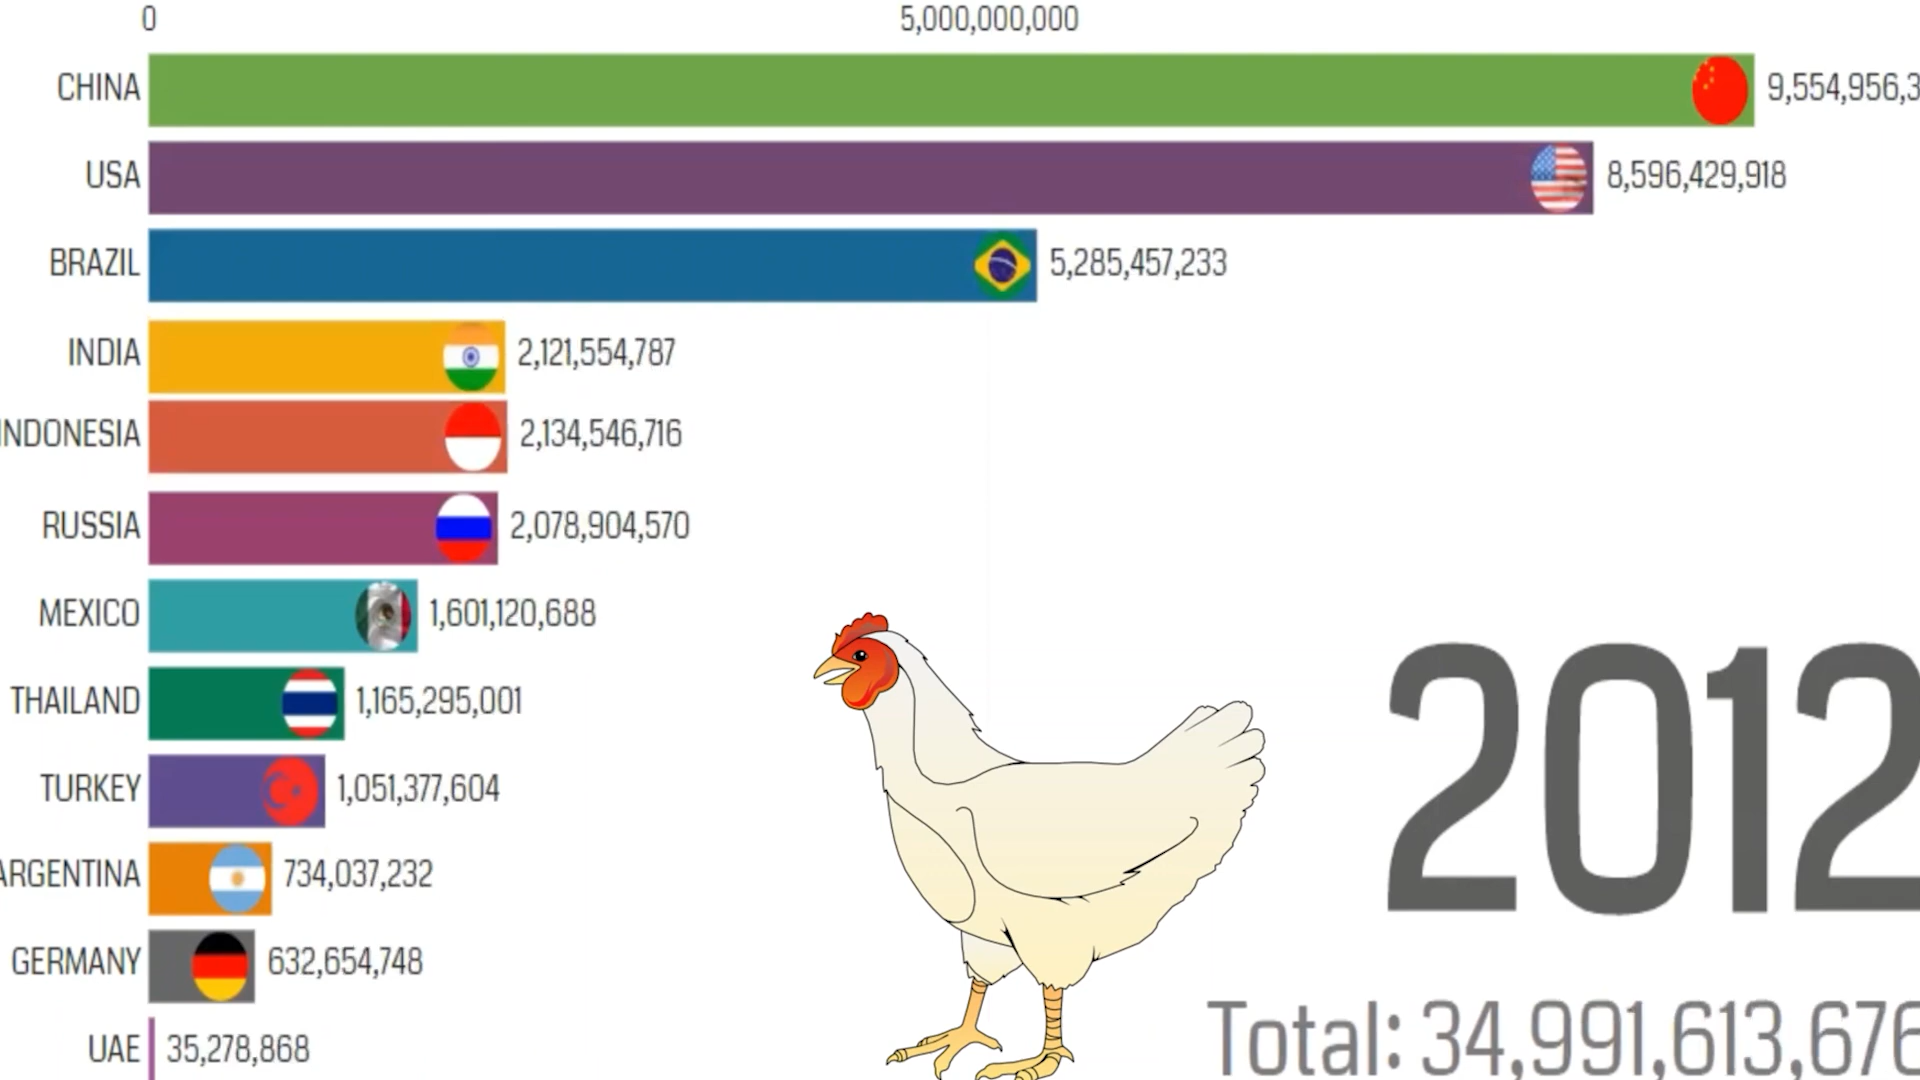 0 5,000,000,000
CHINA 9,554,956,3
USA 8,596,429,918
BRAZIL 5,285,457,233
INDIA 2,121,554,787
INDONESIA 2,134,546,716
RUSSIA 2,078,904,570
MEXICO 1,601,120,688
THAILAND 1,165,295,001
TURKEY 1,051,377,604
ARGENTINA 734,037,232
GERMANY 632,654,748
UAE 35,278,868
2012
Total: 34,991,613,676